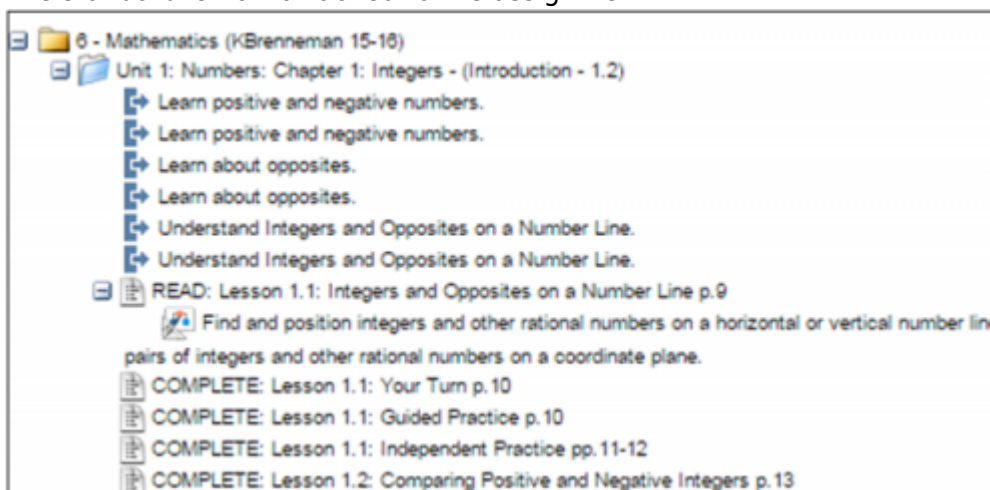 6 - Mathematics (KBrenneman 15-16)
Unit 1: Numbers: Chapter 1: Integers - (Introduction - 1.2)
Learn positive and negative numbers.
Learn positive and negative numbers.
Learn about opposites.
Learn about opposites.
Understand Integers and Opposites on a Number Line.
Understand Integers and Opposites on a Number Line.
READ: Lesson 1.1: Integers and Opposites on a Number Line p.9
Find and position integers and other rational numbers on a horizontal or vertical number
pairs of integers and other rational numbers on a coordinate plane.
COMPLETE: Lesson 1.1: Your Turn p.10
COMPLETE: Lesson 1.1: Guided Practice p.10
COMPLETE: Lesson 1.1: Independent Practice pp.11-12
COMPLETE: Lesson 1.2: Comparing Positive and Negative Integers p.13